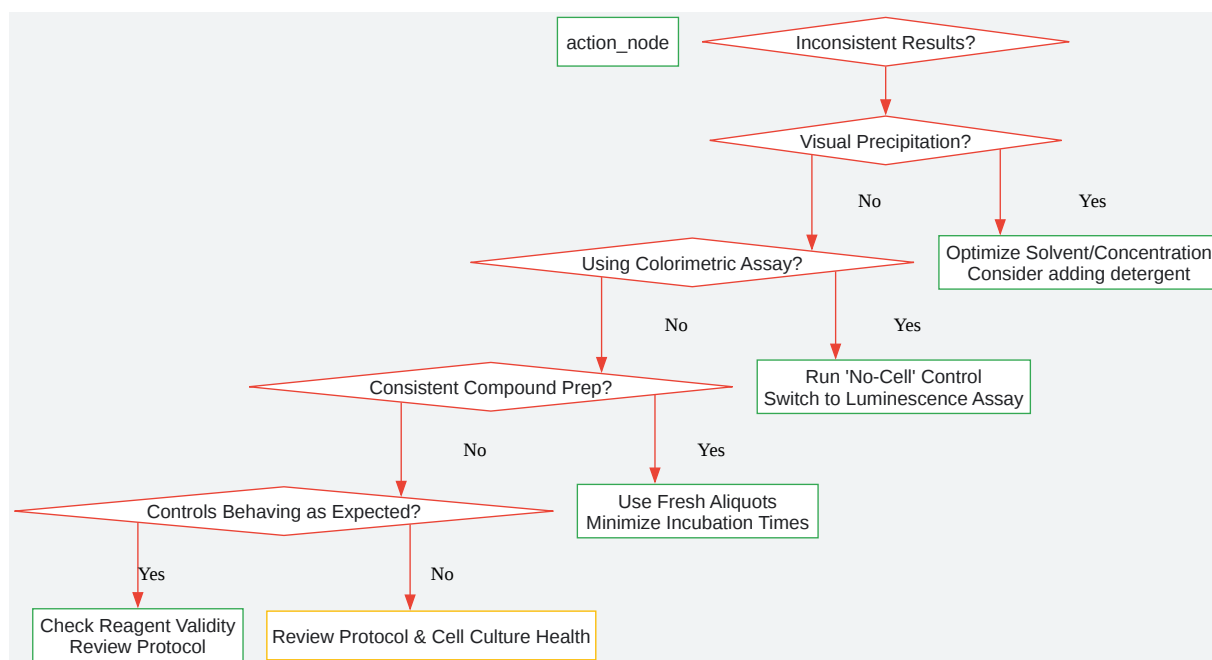 action_node
Inconsistent Results?
Visual Precipitation?
No
Yes
Optimize Solvent/Concentration
Consider adding detergent
Using Colorimetric Assay?
No
Yes
Run 'No-Cell' Control
Switch to Luminescence Assay
Consistent Compound Prep?
No
Yes
Use Fresh Aliquots
Minimize Incubation Times
Controls Behaving as Expected?
Yes
No
Check Reagent Validity
Review Protocol
Review Protocol & Cell Culture Health